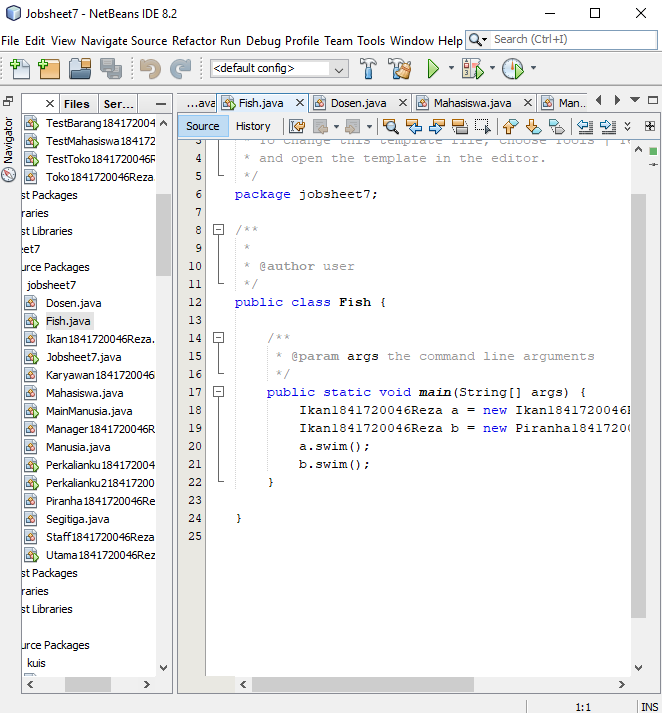 Jobsheet7 - NetBeans IDE 8.2
File Edit View Navigate Source Refactor Run Debug Profile Team Tools Window Help
Search (Ctrl+I)
<default config>
Files Ser...
Navigator
TestBarang184172004
TestMahasiswa184172
TestToko1841720046R
Toko1841720046Reza.
st Packages
raries
st Libraries
eet7
urce Packages
jobsheet7
Dosen.java
Fish.java
Ikan1841720046Reza.
Jobsheet7.java
Karyawan184172004
Mahasiswa.java
MainManusia.java
Manager184172004
Manusia.java
Perkalianku1841720
Perkalianku2184172
Piranha1841720046
Segitiga.java
Staff1841720046Reza
Utama1841720046Rez
st Packages
raries
st Libraries
urce Packages
kuis
...ava Fish.java Dosen.java Mahasiswa.java Man...
Source History
3 * To change this template file, choose Tools | Te
4 * and open the template in the editor.
5 */
6 package jobsheet7;
7
8 /**
9 *
10 * @author user
11 */
12 public class Fish {
13
14 /**
15 * @param args the command line arguments
16 */
17 public static void main(String[] args) {
18 Ikan1841720046Reza a = new Ikan1841720046R
19 Ikan1841720046Reza b = new Piranha18417200
20 a.swim();
21 b.swim();
22 }
23
24 }
25
1:1 INS